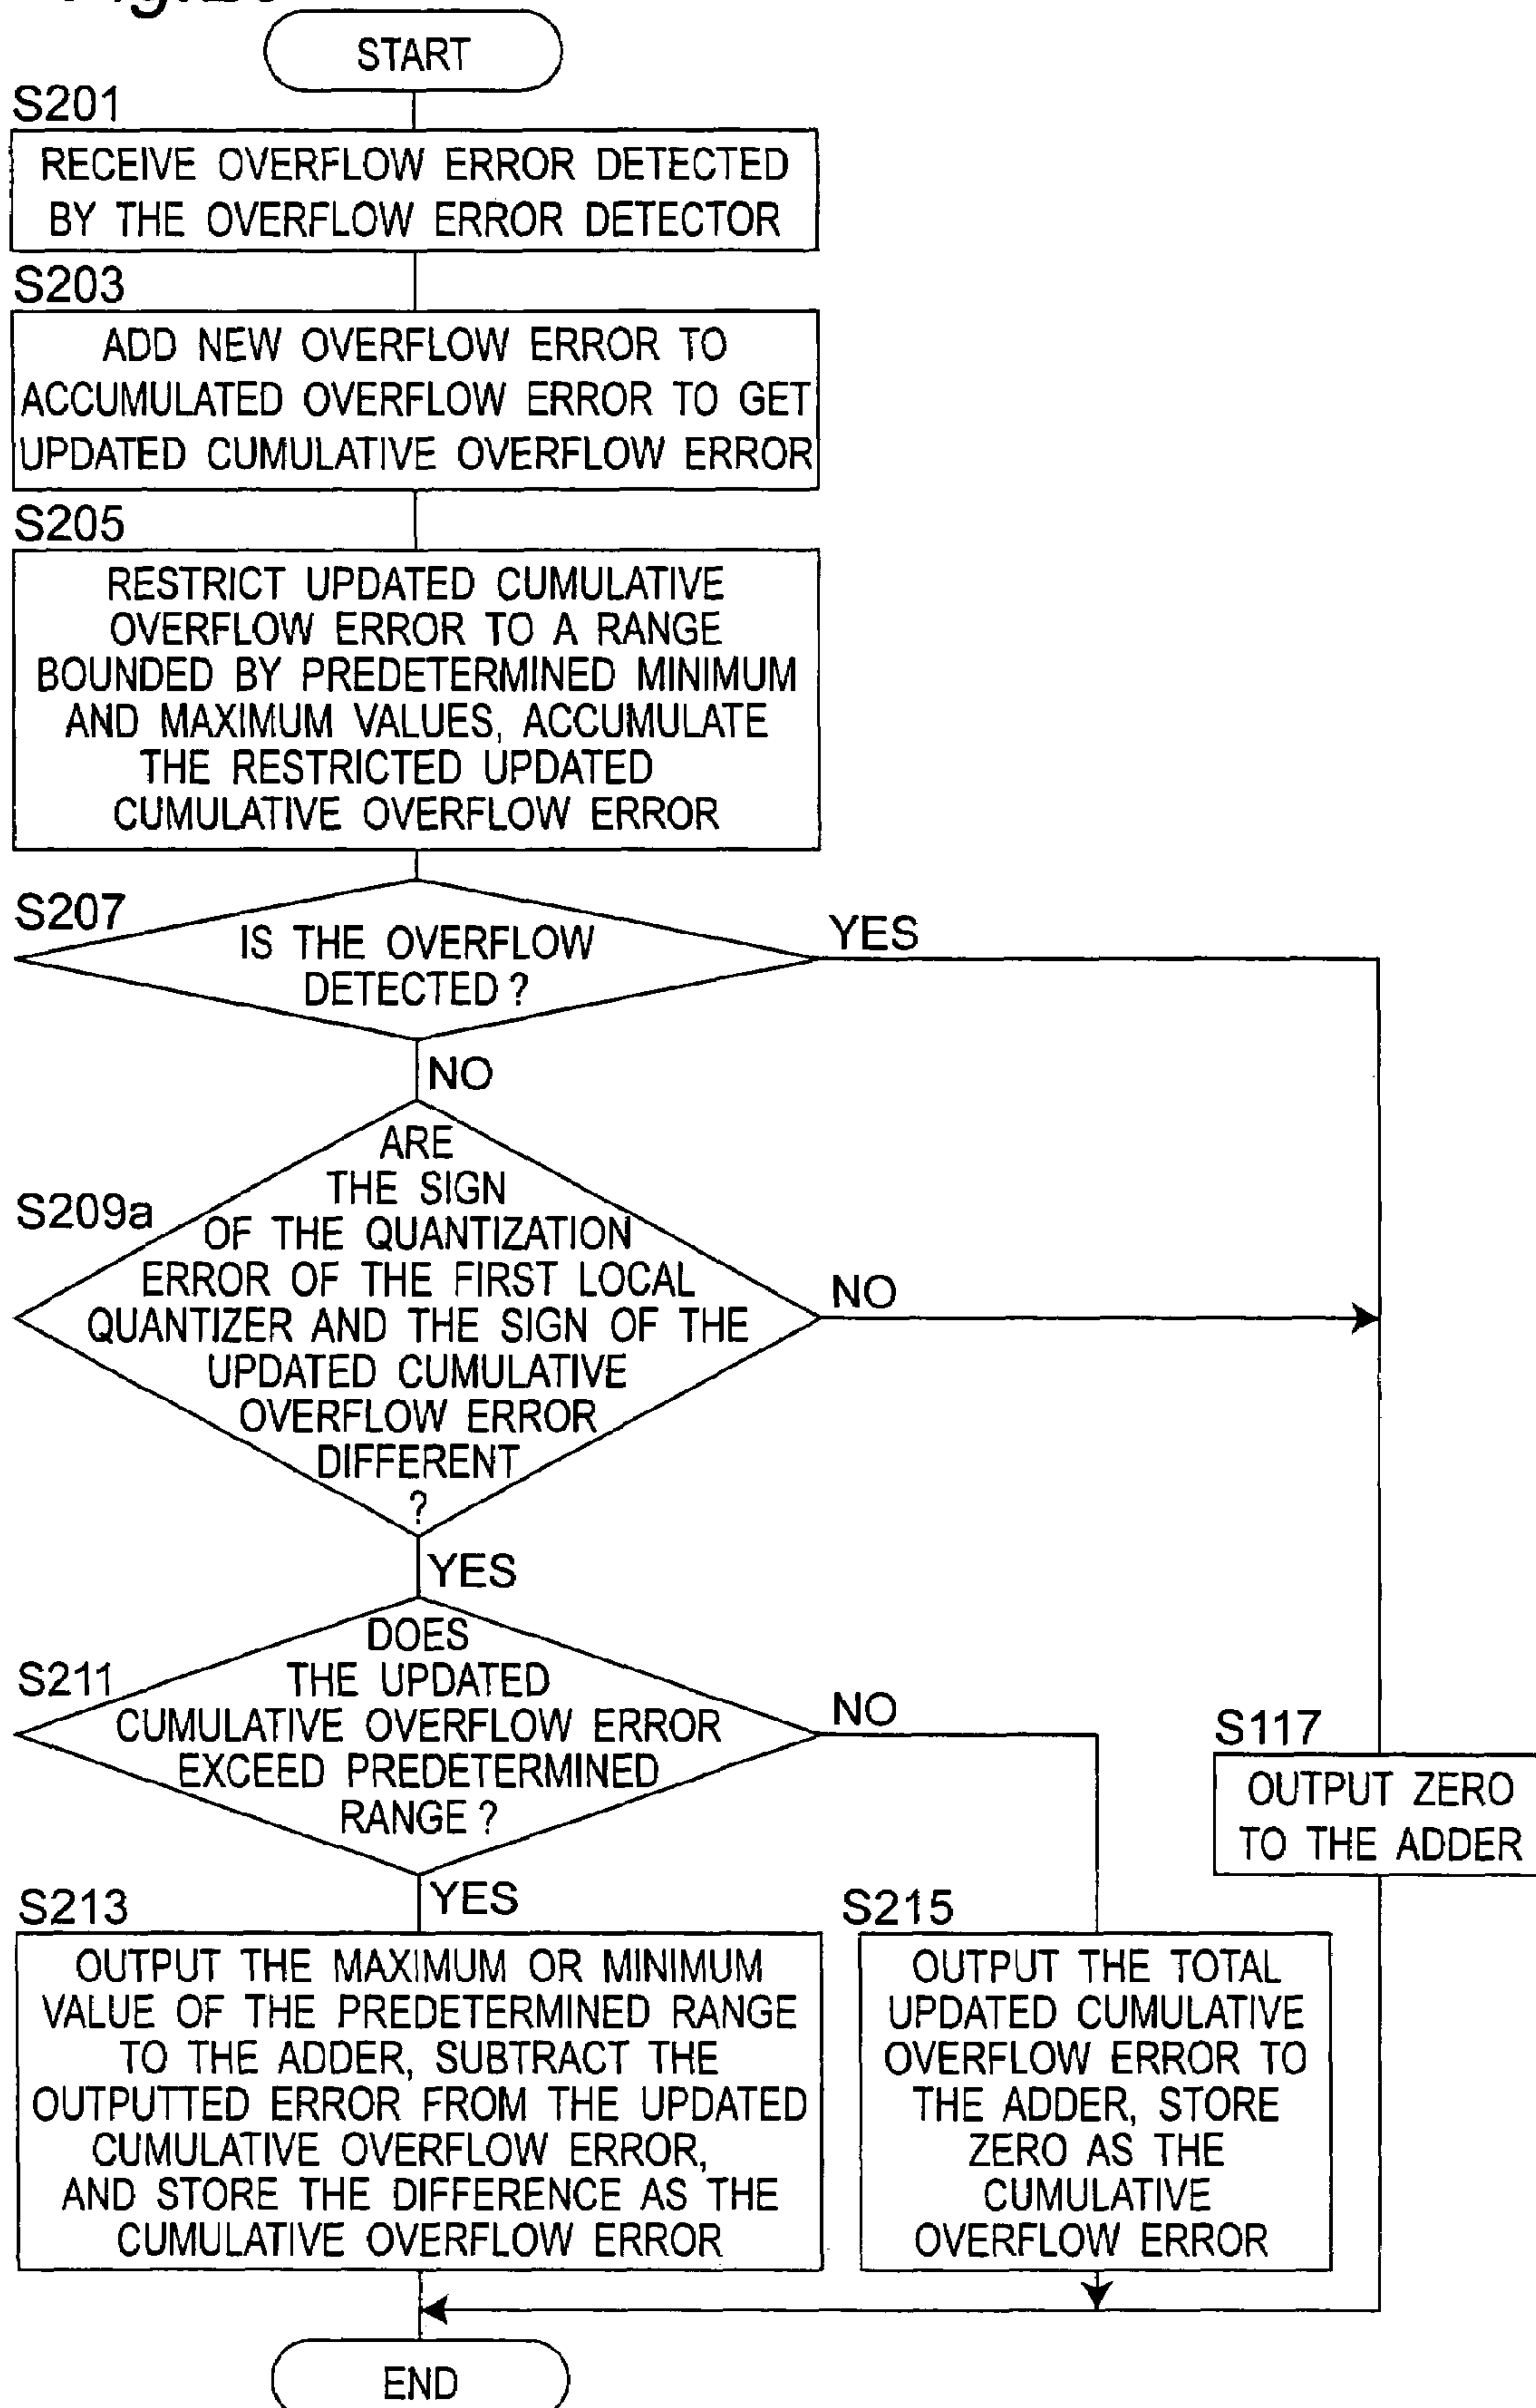 START
S201
RECEIVE OVERFLOW ERROR DETECTED
BY THE OVERFLOW ERROR DETECTOR
S203
ADD NEW OVERFLOW ERROR TO
ACCUMULATED OVERFLOW ERROR TO GET
UPDATED CUMULATIVE OVERFLOW ERROR
S205
RESTRICT UPDATED CUMULATIVE
OVERFLOW ERROR TO A RANGE
BOUNDED BY PREDETERMINED MINIMUM
AND MAXIMUM VALUES, ACCUMULATE
THE RESTRICTED UPDATED
CUMULATIVE OVERFLOW ERROR
S207
IS THE OVERFLOW
DETECTED ?
YES
NO
S209a
ARE
THE SIGN
OF THE QUANTIZATION
ERROR OF THE FIRST LOCAL
QUANTIZER AND THE SIGN OF THE
UPDATED CUMULATIVE
OVERFLOW ERROR
DIFFERENT
?
NO
YES
S211
DOES
THE UPDATED
CUMULATIVE OVERFLOW ERROR
EXCEED PREDETERMINED
RANGE ?
NO
YES
S117
OUTPUT ZERO
TO THE ADDER
S213
OUTPUT THE MAXIMUM OR MINIMUM
VALUE OF THE PREDETERMINED RANGE
TO THE ADDER, SUBTRACT THE
OUTPUTTED ERROR FROM THE UPDATED
CUMULATIVE OVERFLOW ERROR,
AND STORE THE DIFFERENCE AS THE
CUMULATIVE OVERFLOW ERROR
S215
OUTPUT THE TOTAL
UPDATED CUMULATIVE
OVERFLOW ERROR TO
THE ADDER, STORE
ZERO AS THE
CUMULATIVE
OVERFLOW ERROR
END